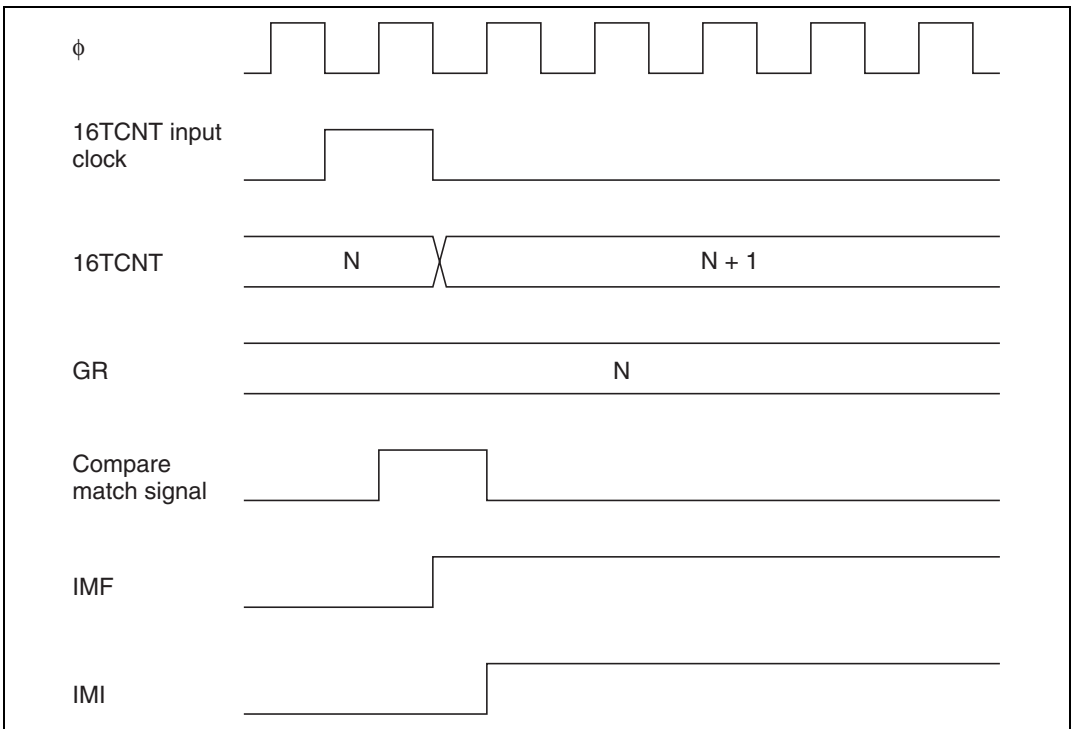 ϕ
16TCNT input
clock
16TCNT
N
N + 1
GR
N
Compare
match signal
IMF
IMI